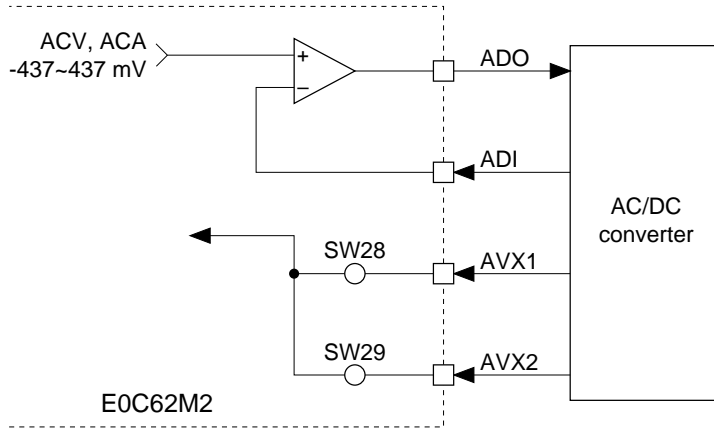 ACV, ACA
-437~437 mV
+
−
ADO
ADI
AC/DC
converter
SW28
AVX1
SW29
AVX2
E0C62M2